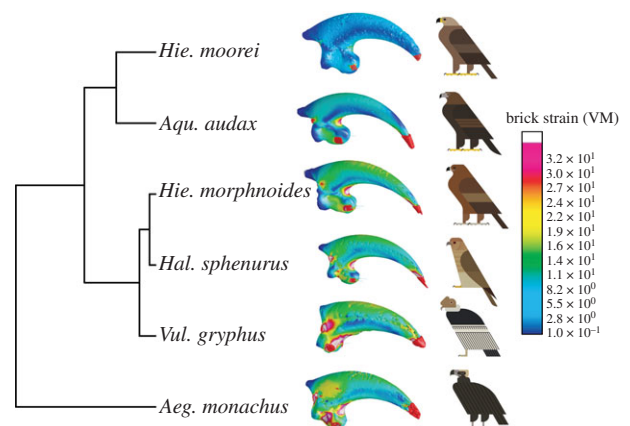 Hie. moorei
Aqu. audax
Hie. morphnoides
Hal. sphenurus
Vul. gryphus
Aeg. monachus
brick strain (VM)
3.2 × 10¹
3.0 × 10¹
2.7 × 10¹
2.4 × 10¹
2.1 × 10¹
1.9 × 10¹
1.6 × 10¹
1.4 × 10¹
1.1 × 10¹
8.2 × 10⁰
5.5 × 10⁰
2.8 × 10⁰
1.0 × 10⁻¹